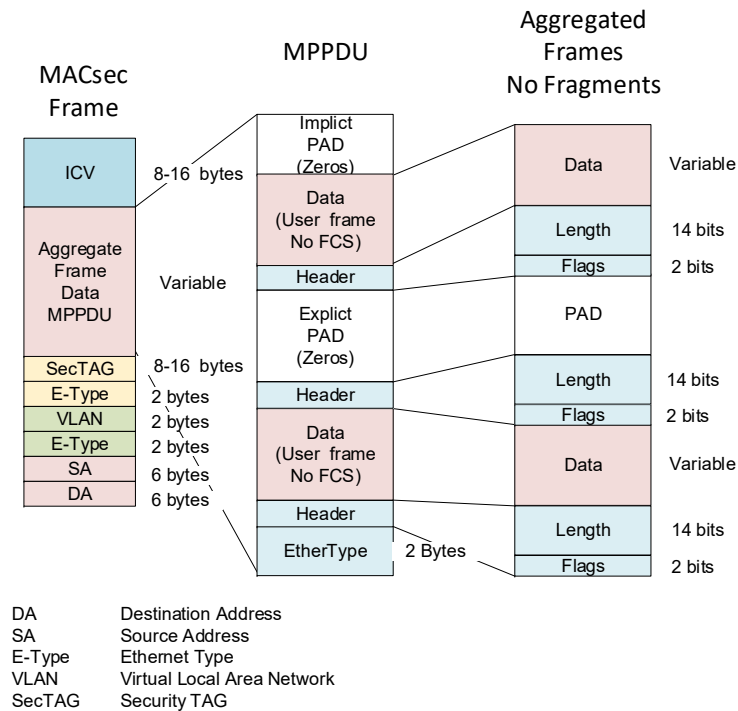 MACsec
Frame
ICV
8-16 bytes
Aggregate
Frame
Data
MPPDU
Variable
SecTAG
8-16 bytes
E-Type
2 bytes
VLAN
2 bytes
E-Type
2 bytes
SA
6 bytes
DA
6 bytes
MPPDU
Implict
PAD
(Zeros)
Data
(User frame
No FCS)
Header
Explict
PAD
(Zeros)
Header
Data
(User frame
No FCS)
Header
EtherType
2 Bytes
Aggregated
Frames
No Fragments
Data
Variable
Length
14 bits
Flags
2 bits
PAD
Length
14 bits
Flags
2 bits
Data
Variable
Length
14 bits
Flags
2 bits
DA Destination Address
SA Source Address
E-Type Ethernet Type
VLAN Virtual Local Area Network
SecTAG Security TAG